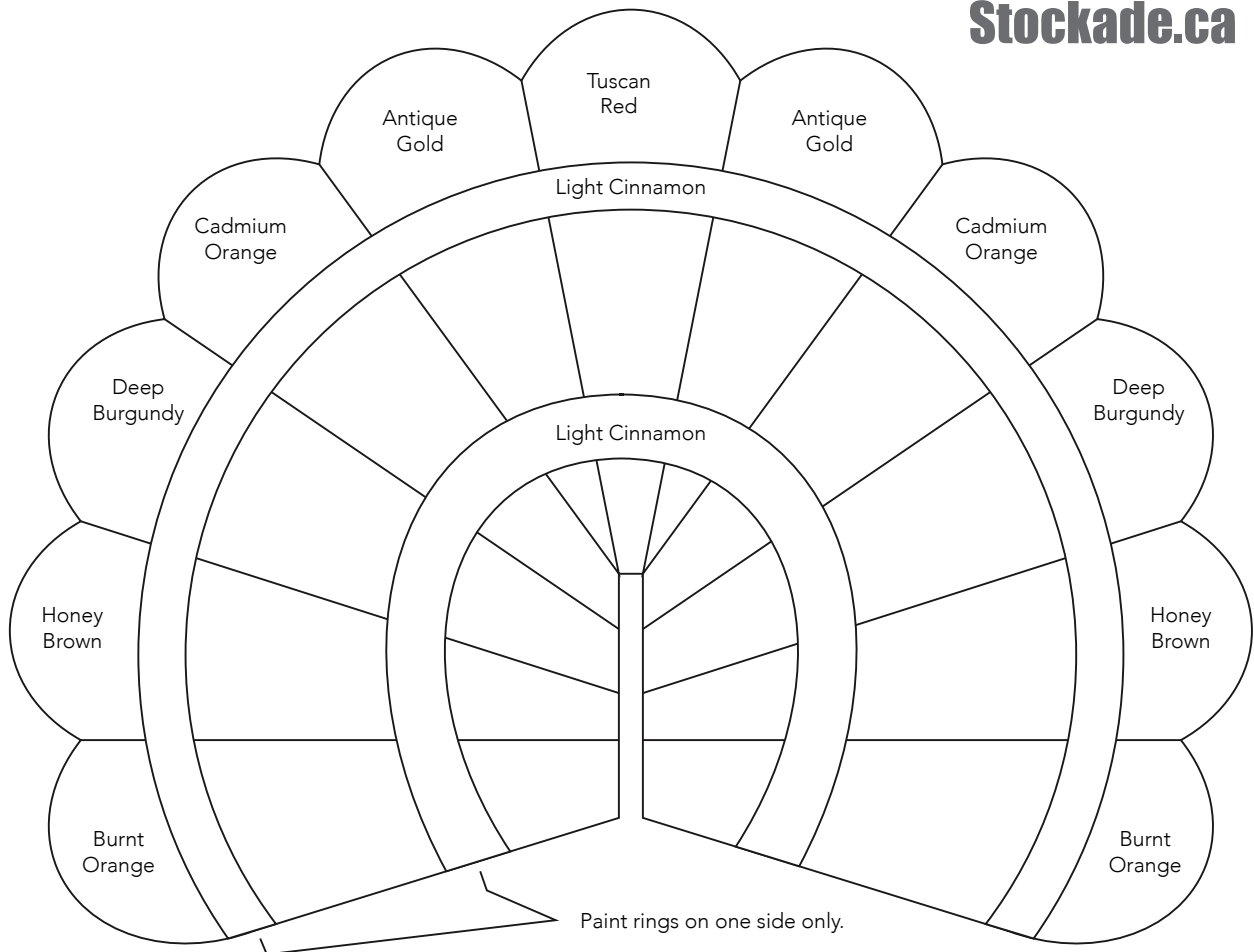 Stockade.ca
Tuscan
Red
Antique
Gold
Antique
Gold
Light Cinnamon
Cadmium
Orange
Cadmium
Orange
Deep
Burgundy
Deep
Burgundy
Light Cinnamon
Honey
Brown
Honey
Brown
Burnt
Orange
Burnt
Orange
Paint rings on one side only.